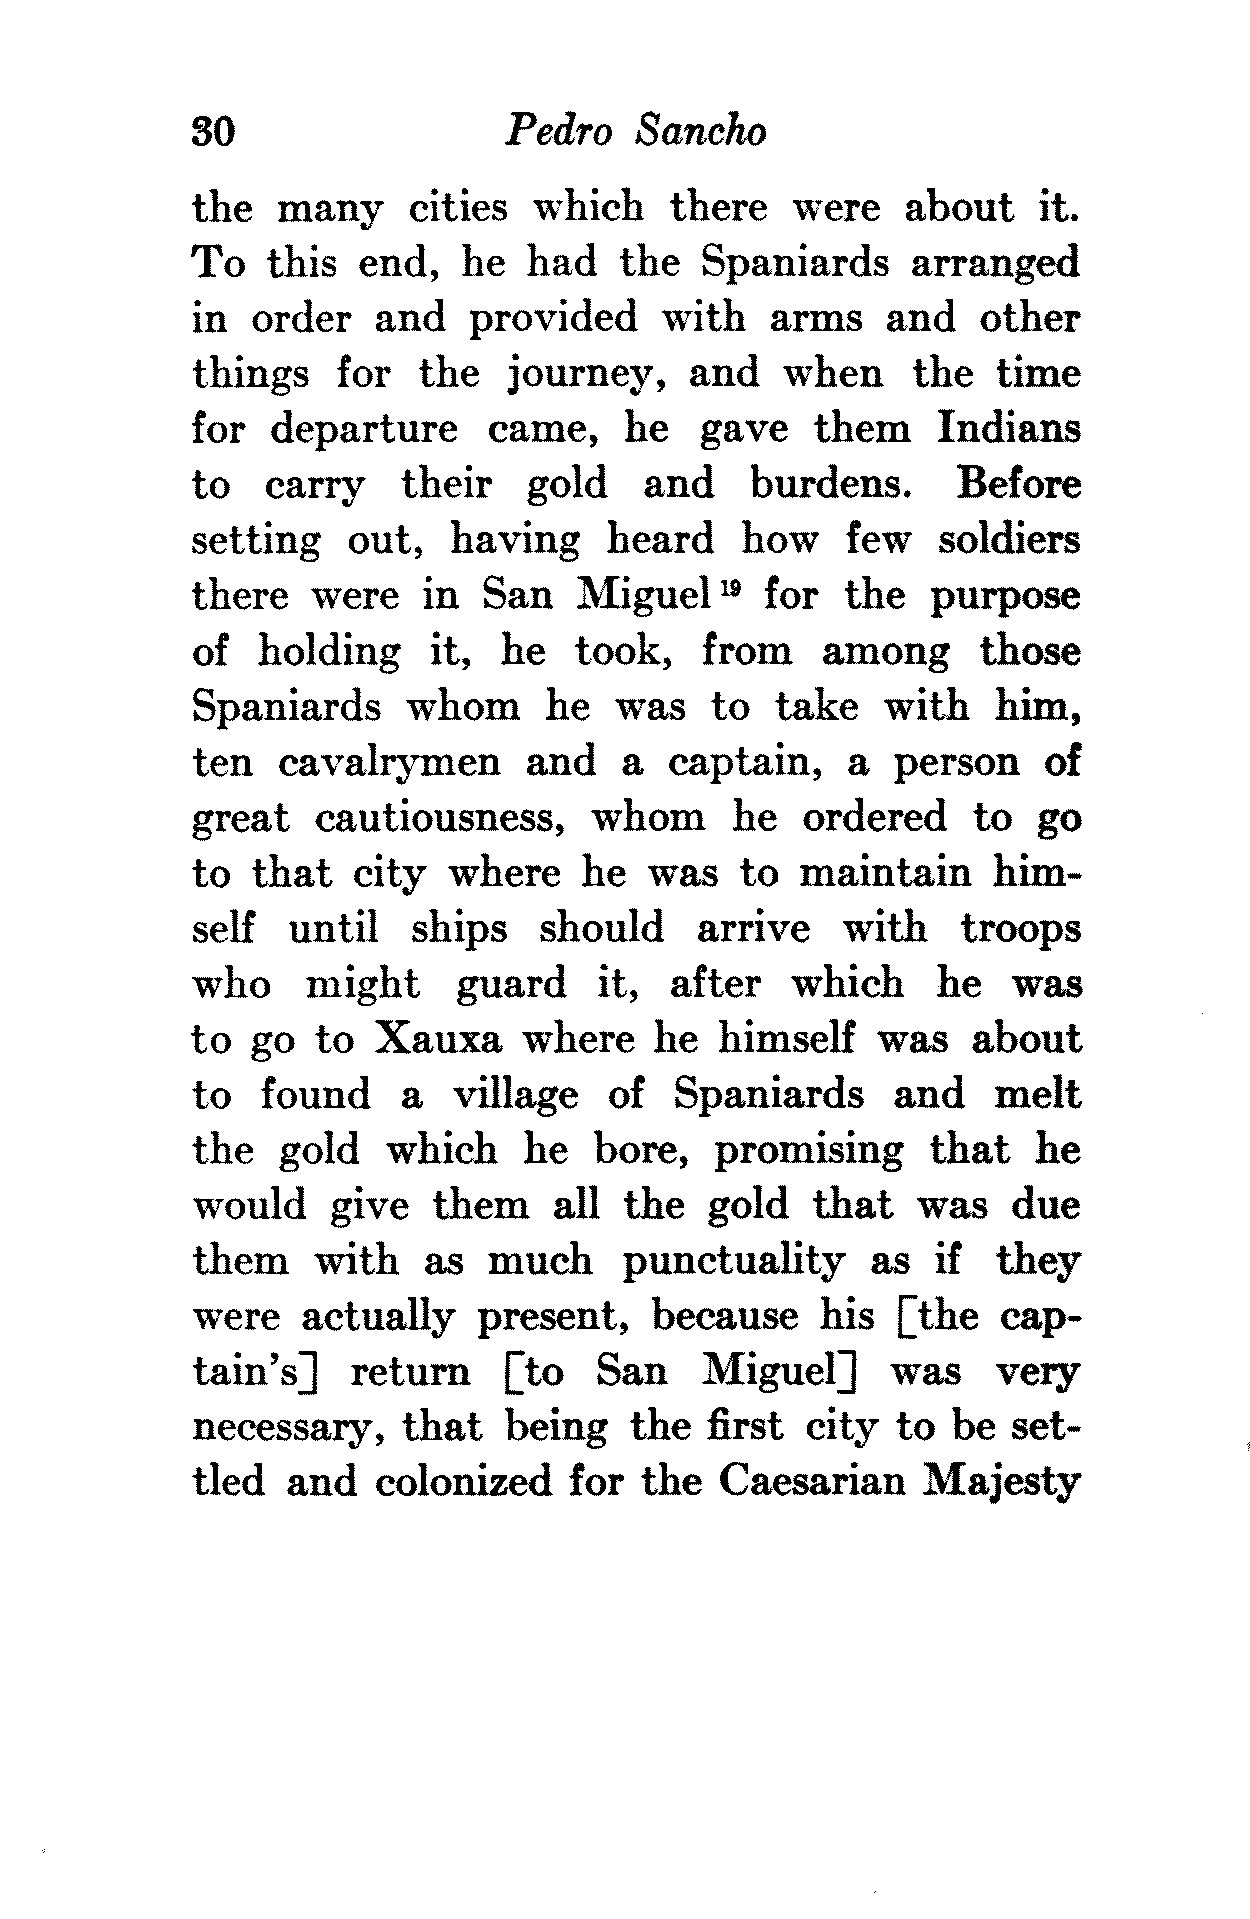 30 Pedro Sancho
the many cities which there were about it.
To this end, he had the Spaniards arranged
in order and provided with arms and other
things for the journey, and when the time
for departure came, he gave them Indians
to carry their gold and burdens. Before
setting out, having heard how few soldiers
there were in San Miguel¹⁹ for the purpose
of holding it, he took, from among those
Spaniards whom he was to take with him,
ten cavalrymen and a captain, a person of
great cautiousness, whom he ordered to go
to that city where he was to maintain him-
self until ships should arrive with troops
who might guard it, after which he was
to go to Xauxa where he himself was about
to found a village of Spaniards and melt
the gold which he bore, promising that he
would give them all the gold that was due
them with as much punctuality as if they
were actually present, because his [the cap-
tain's] return [to San Miguel] was very
necessary, that being the first city to be set-
tled and colonized for the Caesarian Majesty